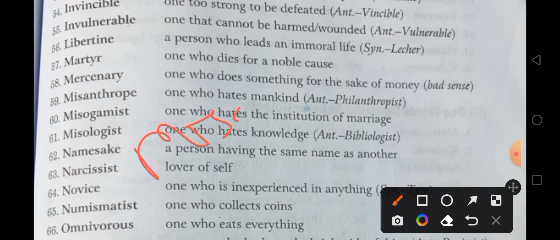 54. Invincible one too strong to be defeated (Ant.–Vincible)
55. Invulnerable one that cannot be harmed/wounded (Ant.–Vulnerable)
56. Libertine a person who leads an immoral life (Syn.–Lecher)
57. Martyr one who dies for a noble cause
58. Mercenary one who does something for the sake of money (bad sense)
59. Misanthrope one who hates mankind (Ant.–Philanthropist)
60. Misogamist one who hates the institution of marriage
61. Misologist one who hates knowledge (Ant.–Bibliologist)
62. Namesake a person having the same name as another
63. Narcissist lover of self
64. Novice one who is inexperienced in anything
65. Numismatist one who collects coins
66. Omnivorous one who eats everything